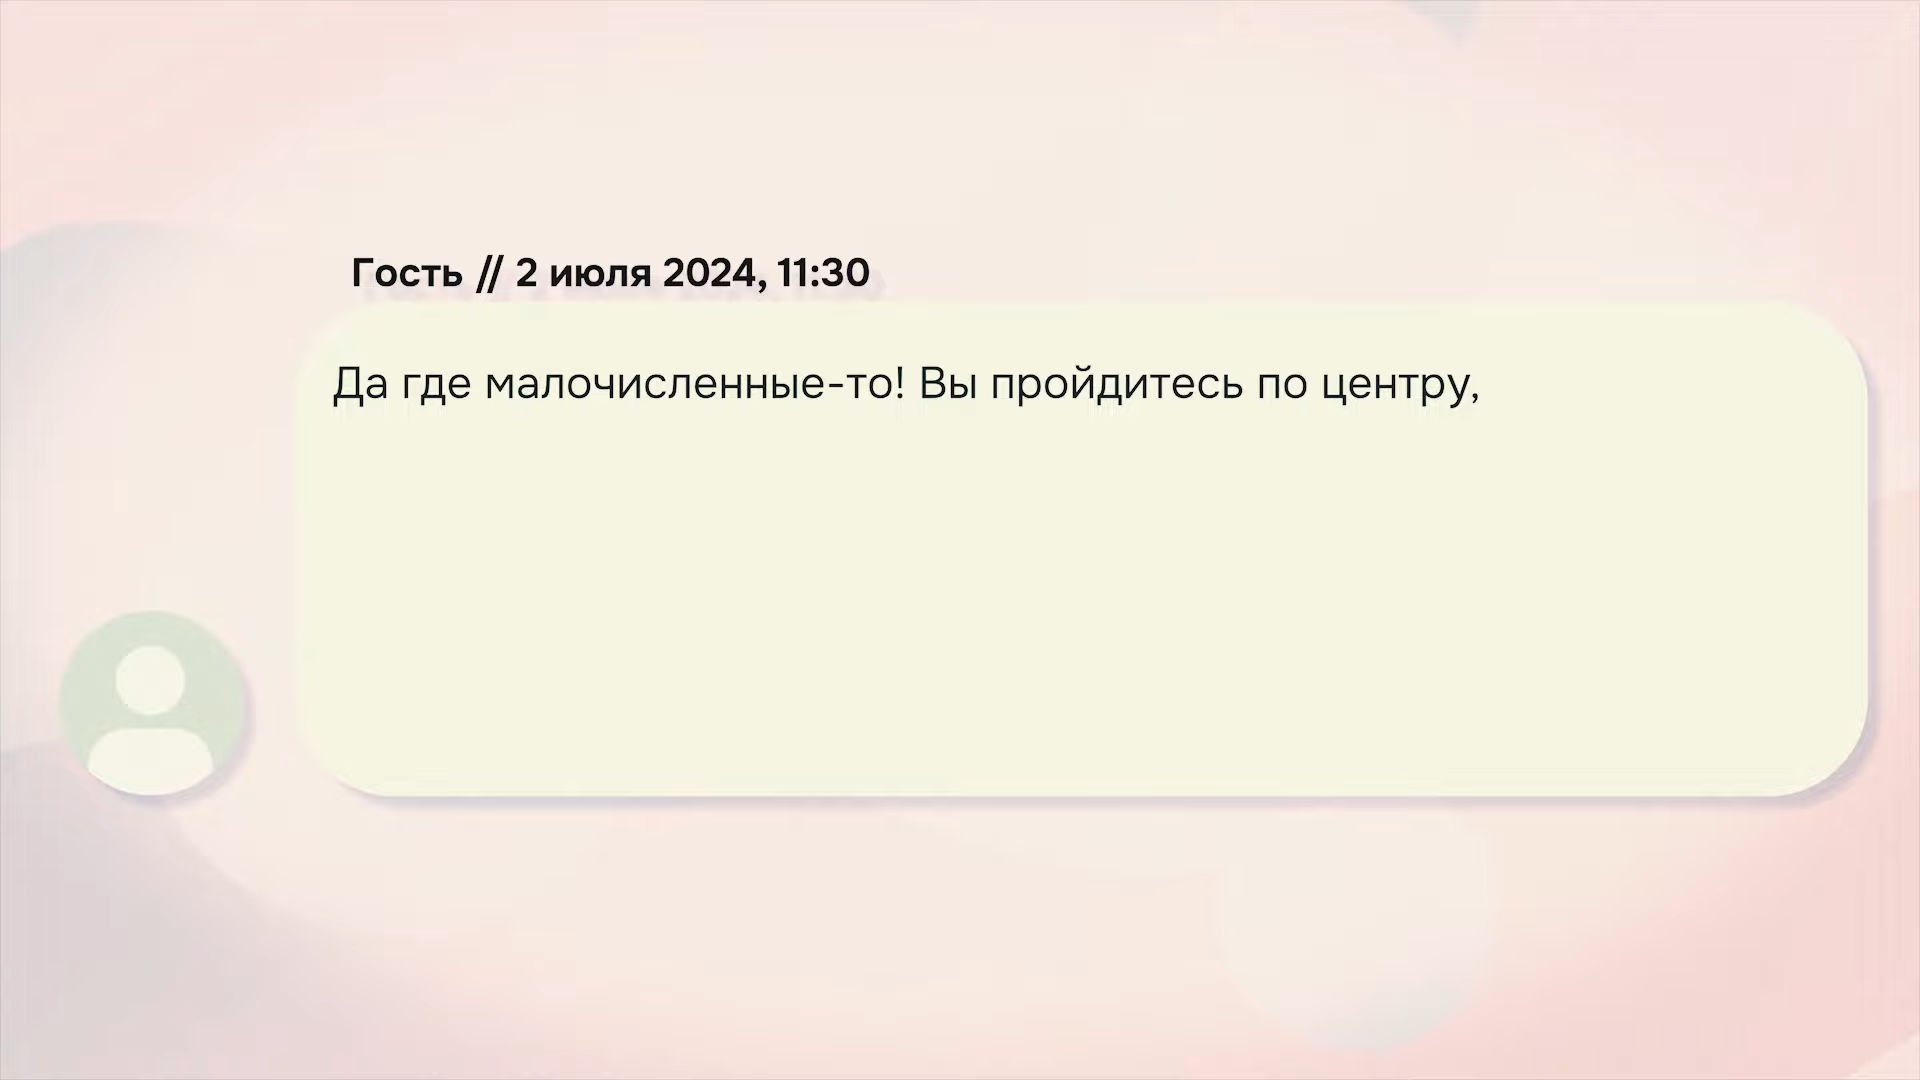 Гость // 2 июля 2024, 11:30
Да где малочисленные-то! Вы пройдитесь по центру,